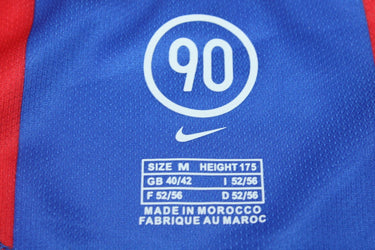 90
SIZE M HEIGHT 175
GB 40/42 I 52/56
F 52/56 D 52/56
MADE IN MOROCCO
FABRIQUE AU MAROC